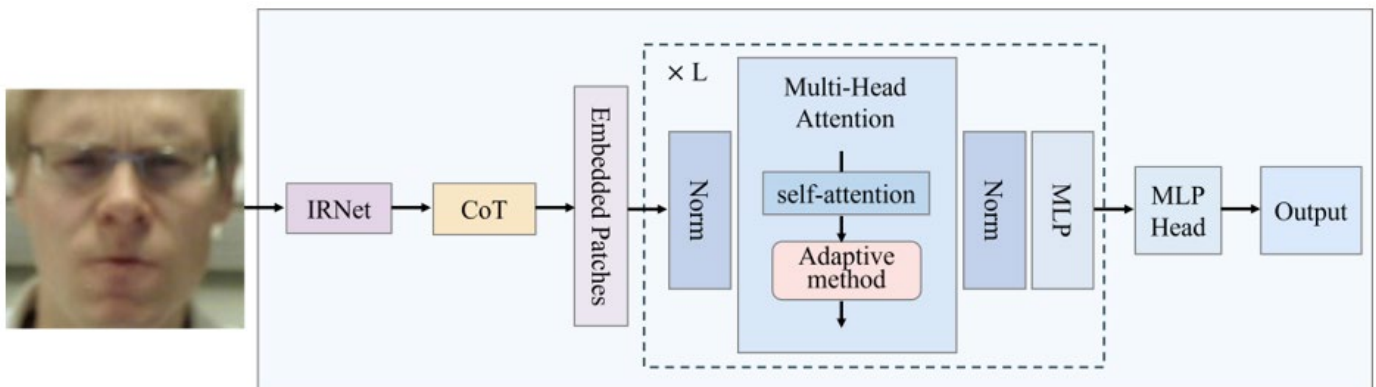 IRNet
CoT
Embedded Patches
× L
Norm
Multi-Head
Attention
self-attention
Adaptive
method
Norm
MLP
MLP
Head
Output